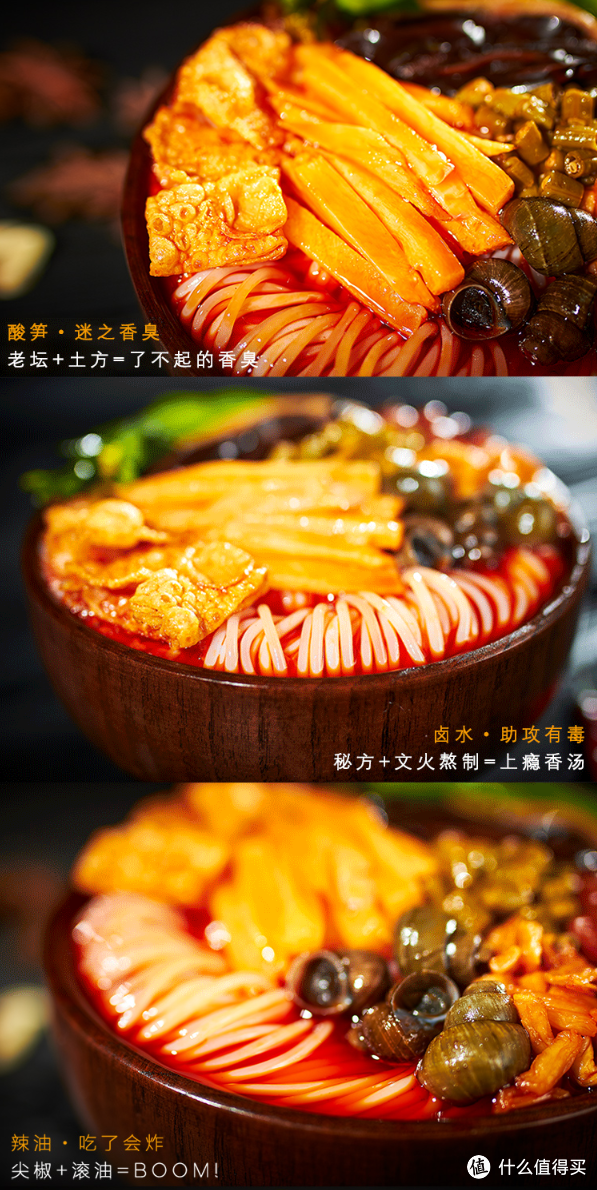 酸笋·迷之香臭
老坛+土方=了不起的香臭...
卤水·助攻有毒
秘方+文火熬制=上瘾香汤
辣油·吃了会炸
尖椒+滚油=BOOM!
值 什么值得买